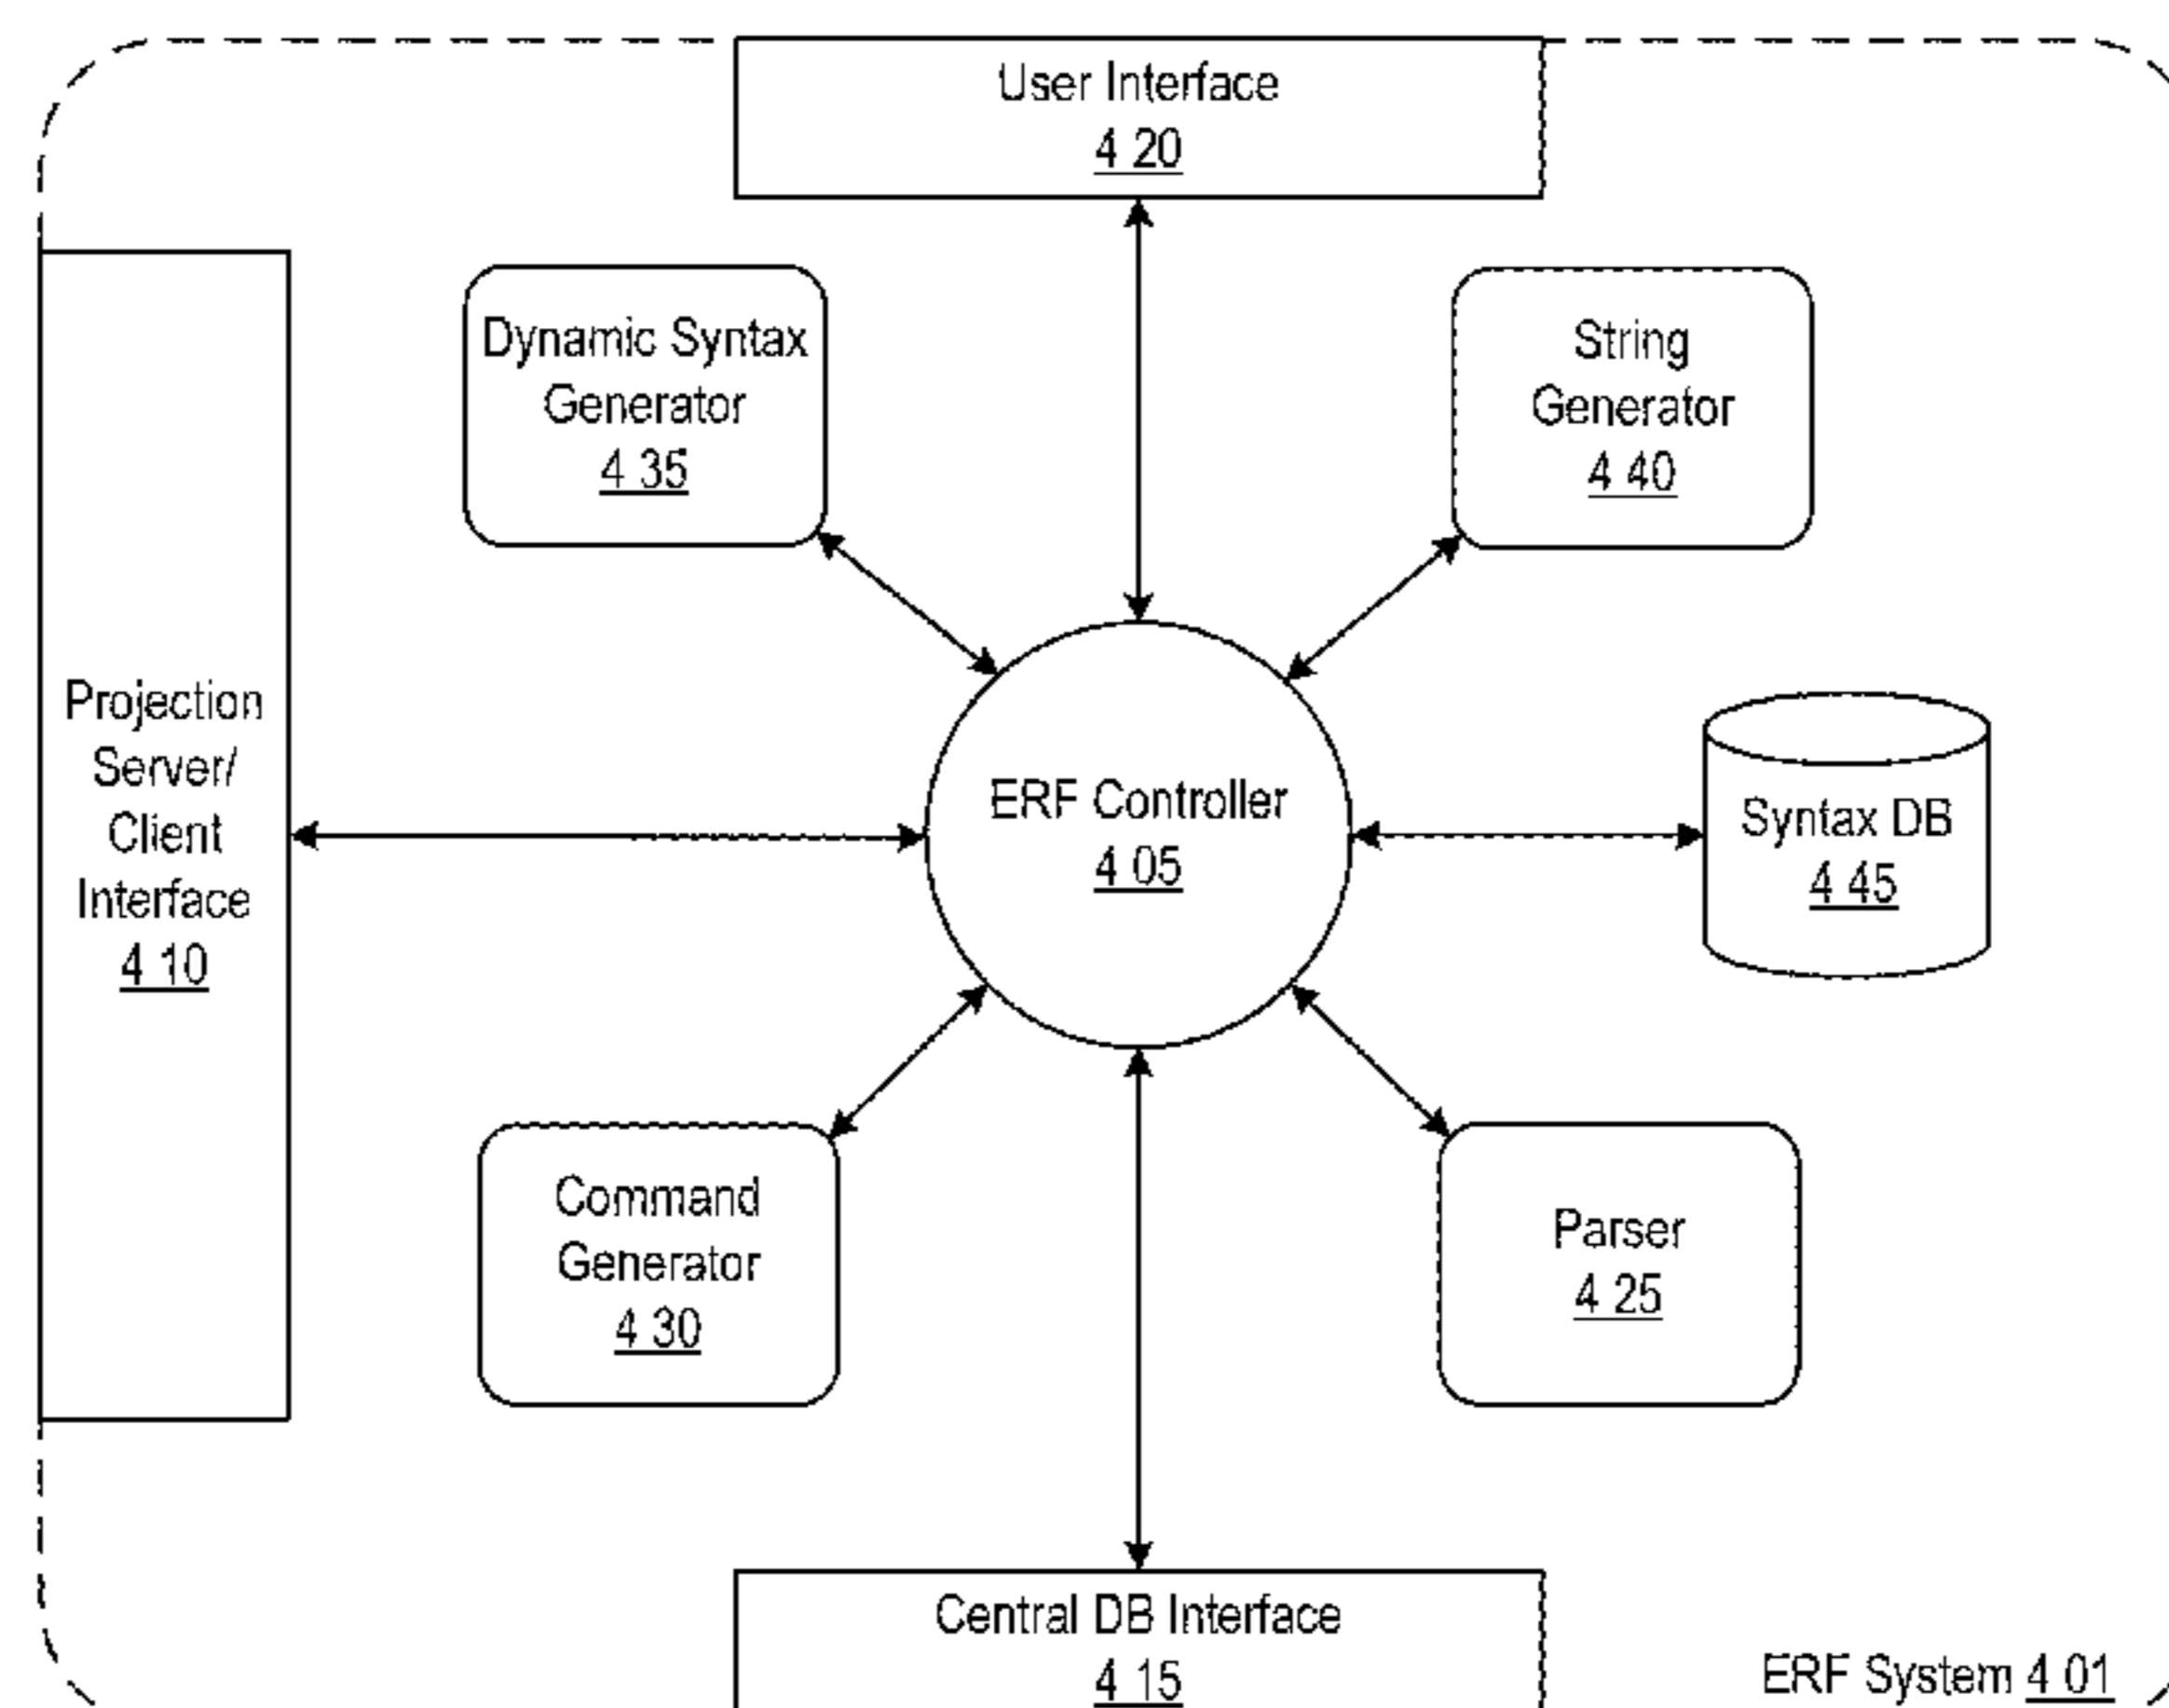 User Interface
4 20
Dynamic Syntax
Generator
4 35
String
Generator
4 40
Projection
Server/
Client
Interface
4 10
ERF Controller
4 05
Syntax DB
4 45
Command
Generator
4 30
Parser
4 25
Central DB Interface
4 15
ERF System 4 01